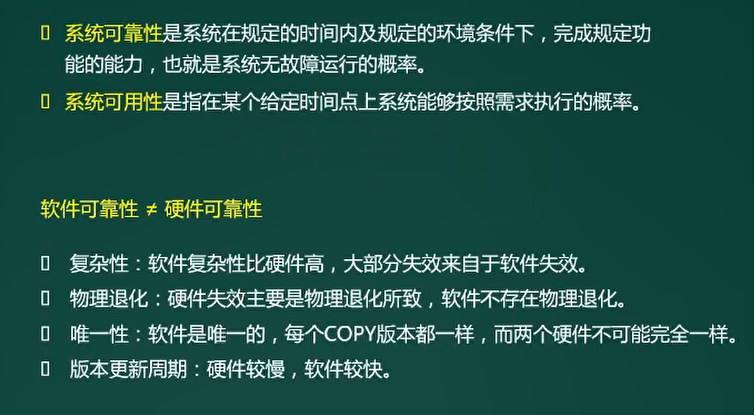 ▯ 系统可靠性是系统在规定的时间内及规定的环境条件下，完成规定功
能的能力，也就是系统无故障运行的概率。
▯ 系统可用性是指在某个给定时间点上系统能够按照需求执行的概率。
软件可靠性 ≠ 硬件可靠性
▯ 复杂性：软件复杂性比硬件高，大部分失效来自于软件失效。
▯ 物理退化：硬件失效主要是物理退化所致，软件不存在物理退化。
▯ 唯一性：软件是唯一的，每个COPY版本都一样，而两个硬件不可能完全一样。
▯ 版本更新周期：硬件较慢，软件较快。